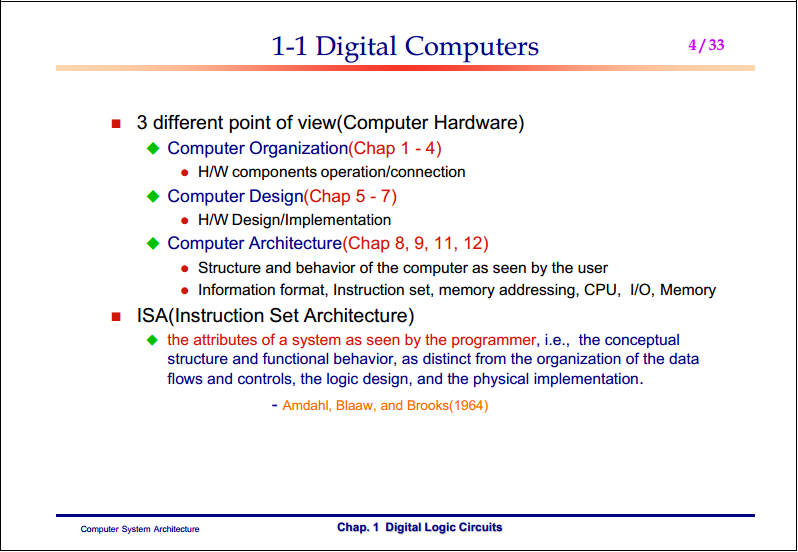 1-1 Digital Computers
4 / 33
3 different point of view(Computer Hardware)
Computer Organization(Chap 1 - 4)
H/W components operation/connection
Computer Design(Chap 5 - 7)
H/W Design/Implementation
Computer Architecture(Chap 8, 9, 11, 12)
Structure and behavior of the computer as seen by the user
Information format, Instruction set, memory addressing, CPU, I/O, Memory
ISA(Instruction Set Architecture)
the attributes of a system as seen by the programmer, i.e., the conceptual
structure and functional behavior, as distinct from the organization of the data
flows and controls, the logic design, and the physical implementation.
- Amdahl, Blaaw, and Brooks(1964)
Computer System Architecture
Chap. 1 Digital Logic Circuits